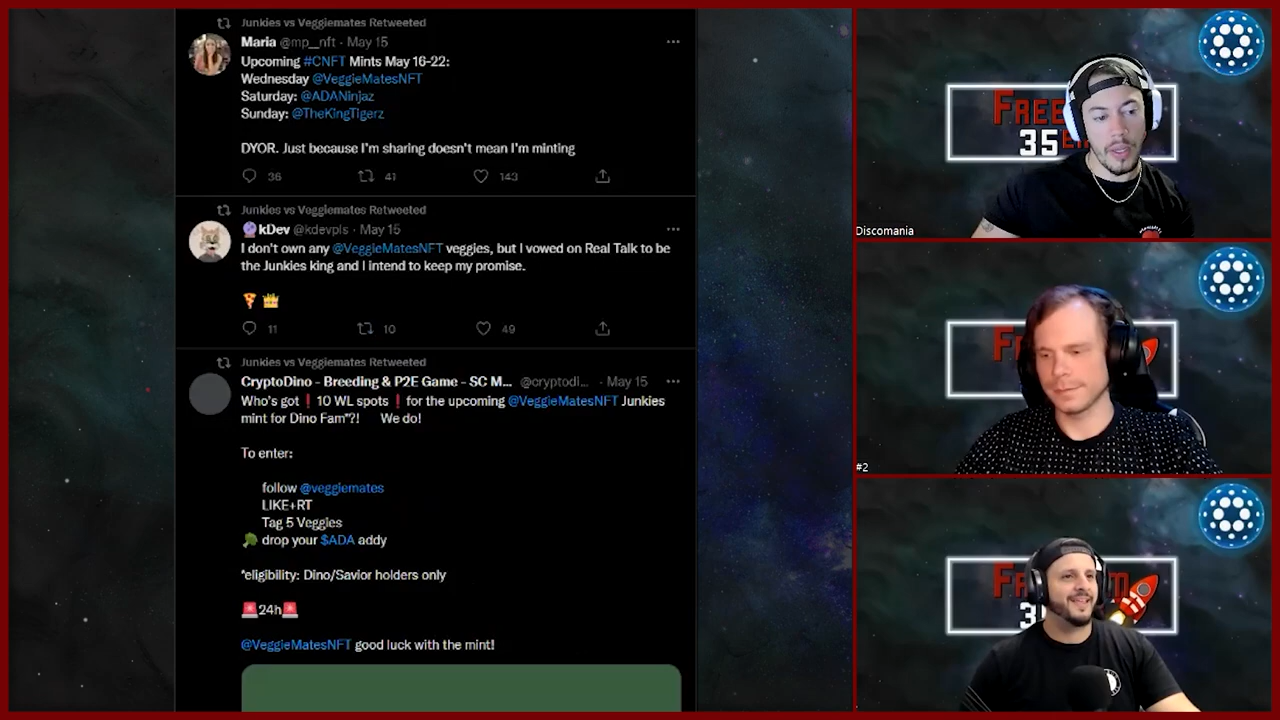 Junkies vs Veggiemates Retweeted
Maria @mp__nft · May 15
Upcoming #CNFT Mints May 16-22:
Wednesday @VeggieMatesNFT
Saturday: @ADANinjaz
Sunday: @TheKingTigerz
DYOR. Just because I'm sharing doesn't mean I'm minting
36 41 143
Junkies vs Veggiemates Retweeted
kDev @kdevpls · May 15
I don't own any @VeggieMatesNFT veggies, but I vowed on Real Talk to be
the Junkies king and I intend to keep my promise.
11 10 49
Junkies vs Veggiemates Retweeted
CryptoDino - Breeding & P2E Game - SC M... @cryptodi... · May 15
Who's got ❗ 10 WL spots ❗ for the upcoming @VeggieMatesNFT Junkies
mint for Dino Fam"?! We do!
To enter:
follow @veggiemates
LIKE+RT
Tag 5 Veggies
drop your $ADA addy
*eligibility: Dino/Savior holders only
🚨24h🚨
@VeggieMatesNFT good luck with the mint!
35
Discomania
#2